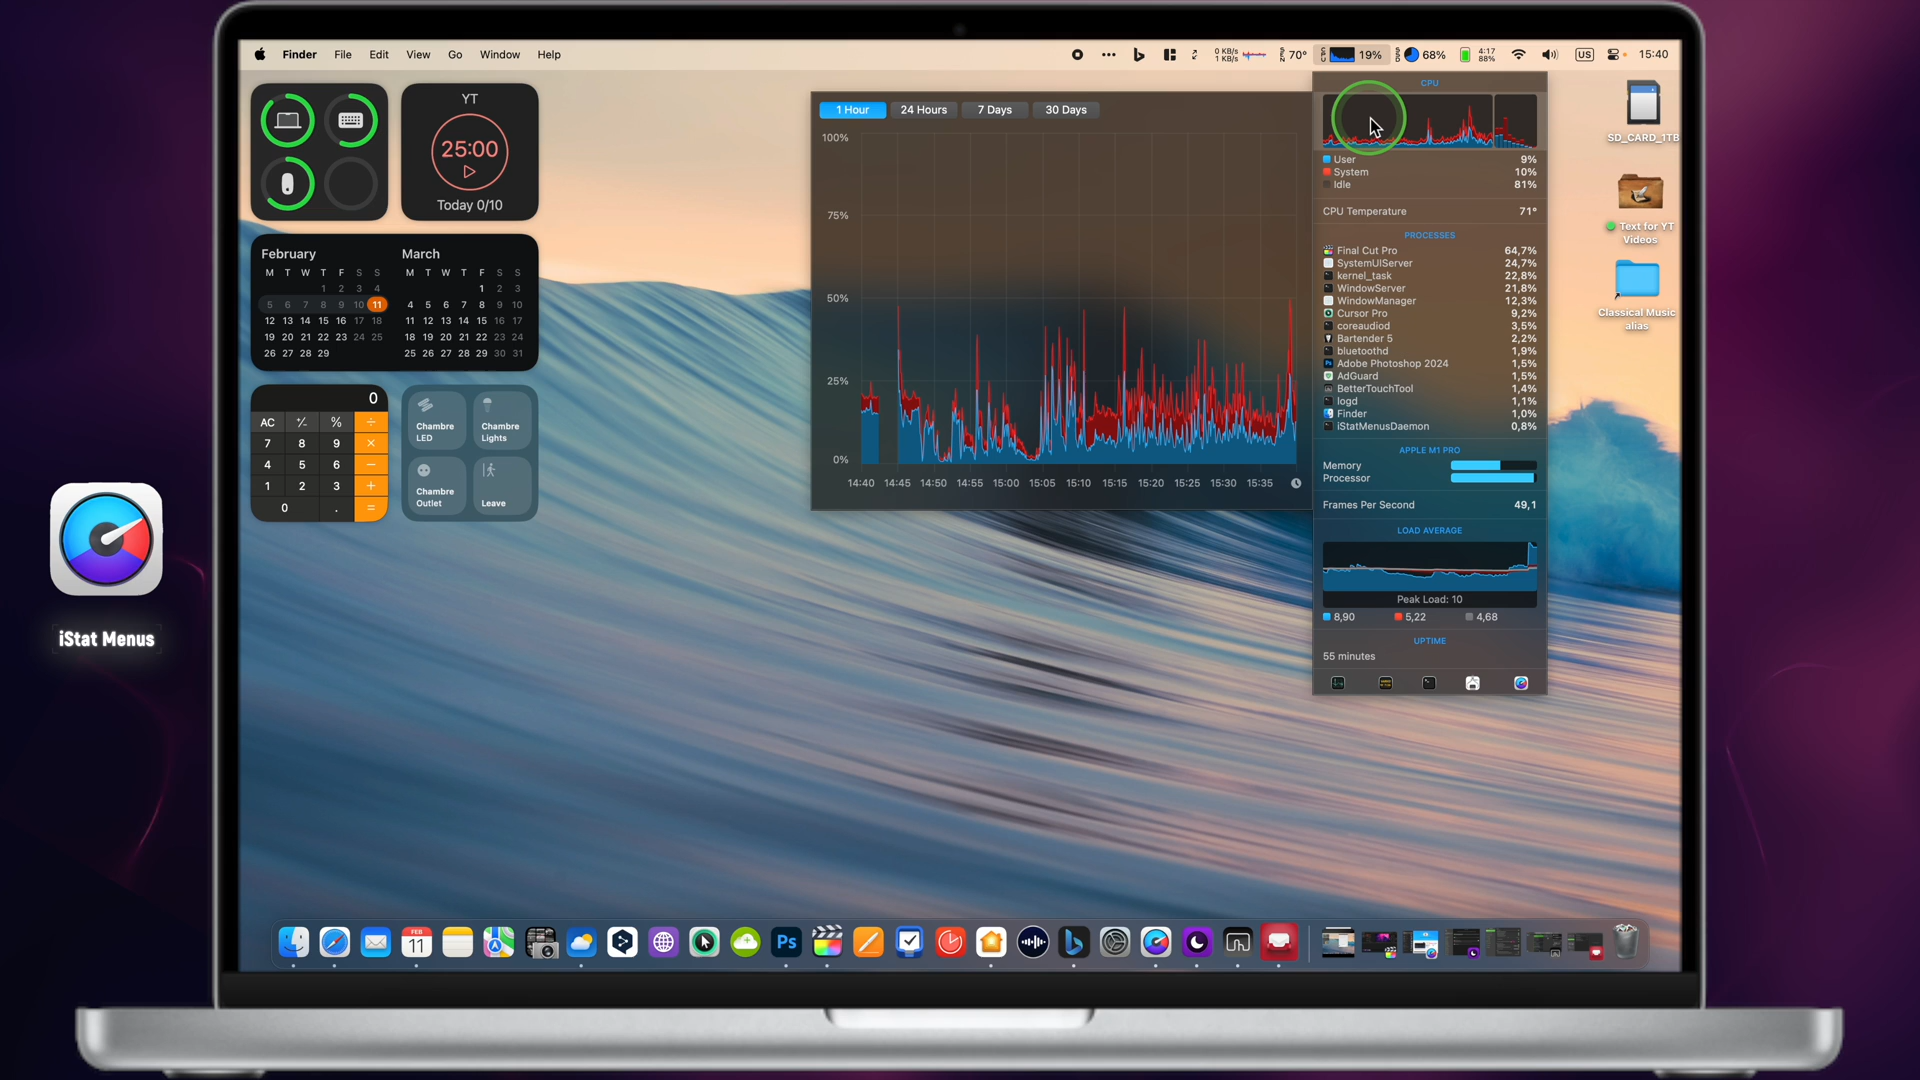 Finder File Edit View Go Window Help
0 KB/s
1 KB/s
70°
19%
68%
4:17
88%
US
15:40
YT
25:00
Today 0/10
February
M T W T F S S
1 2 3 4
5 6 7 8 9 10 11
12 13 14 15 16 17 18
19 20 21 22 23 24 25
26 27 28 29
March
M T W T F S S
1 2 3
4 5 6 7 8 9 10
11 12 13 14 15 16 17
18 19 20 21 22 23 24
25 26 27 28 29 30 31
0
AC +/- % ÷
7 8 9 ×
4 5 6 −
1 2 3 +
0 . =
Chambre
LED
Chambre
Lights
Chambre
Outlet
Leave
iStat Menus
1 Hour 24 Hours 7 Days 30 Days
100%
75%
50%
25%
0%
14:40 14:45 14:50 14:55 15:00 15:05 15:10 15:15 15:20 15:25 15:30 15:35
CPU
User 9%
System 10%
Idle 81%
CPU Temperature 71°
PROCESSES
Final Cut Pro 64,7%
SystemUIServer 24,7%
kernel_task 22,8%
WindowServer 21,8%
WindowManager 12,3%
Cursor Pro 9,2%
coreaudiod 3,5%
Bartender 5 2,2%
bluetoothd 1,9%
Adobe Photoshop 2024 1,5%
AdGuard 1,5%
BetterTouchTool 1,4%
logd 1,1%
Finder 1,0%
iStatMenusDaemon 0,8%
APPLE M1 PRO
Memory
Processor
Frames Per Second 49,1
LOAD AVERAGE
Peak Load: 10
8,90 5,22 4,68
UPTIME
55 minutes
SD_CARD_1TB
Text for YT
Videos
Classical Music
alias
FEB
11
Ps